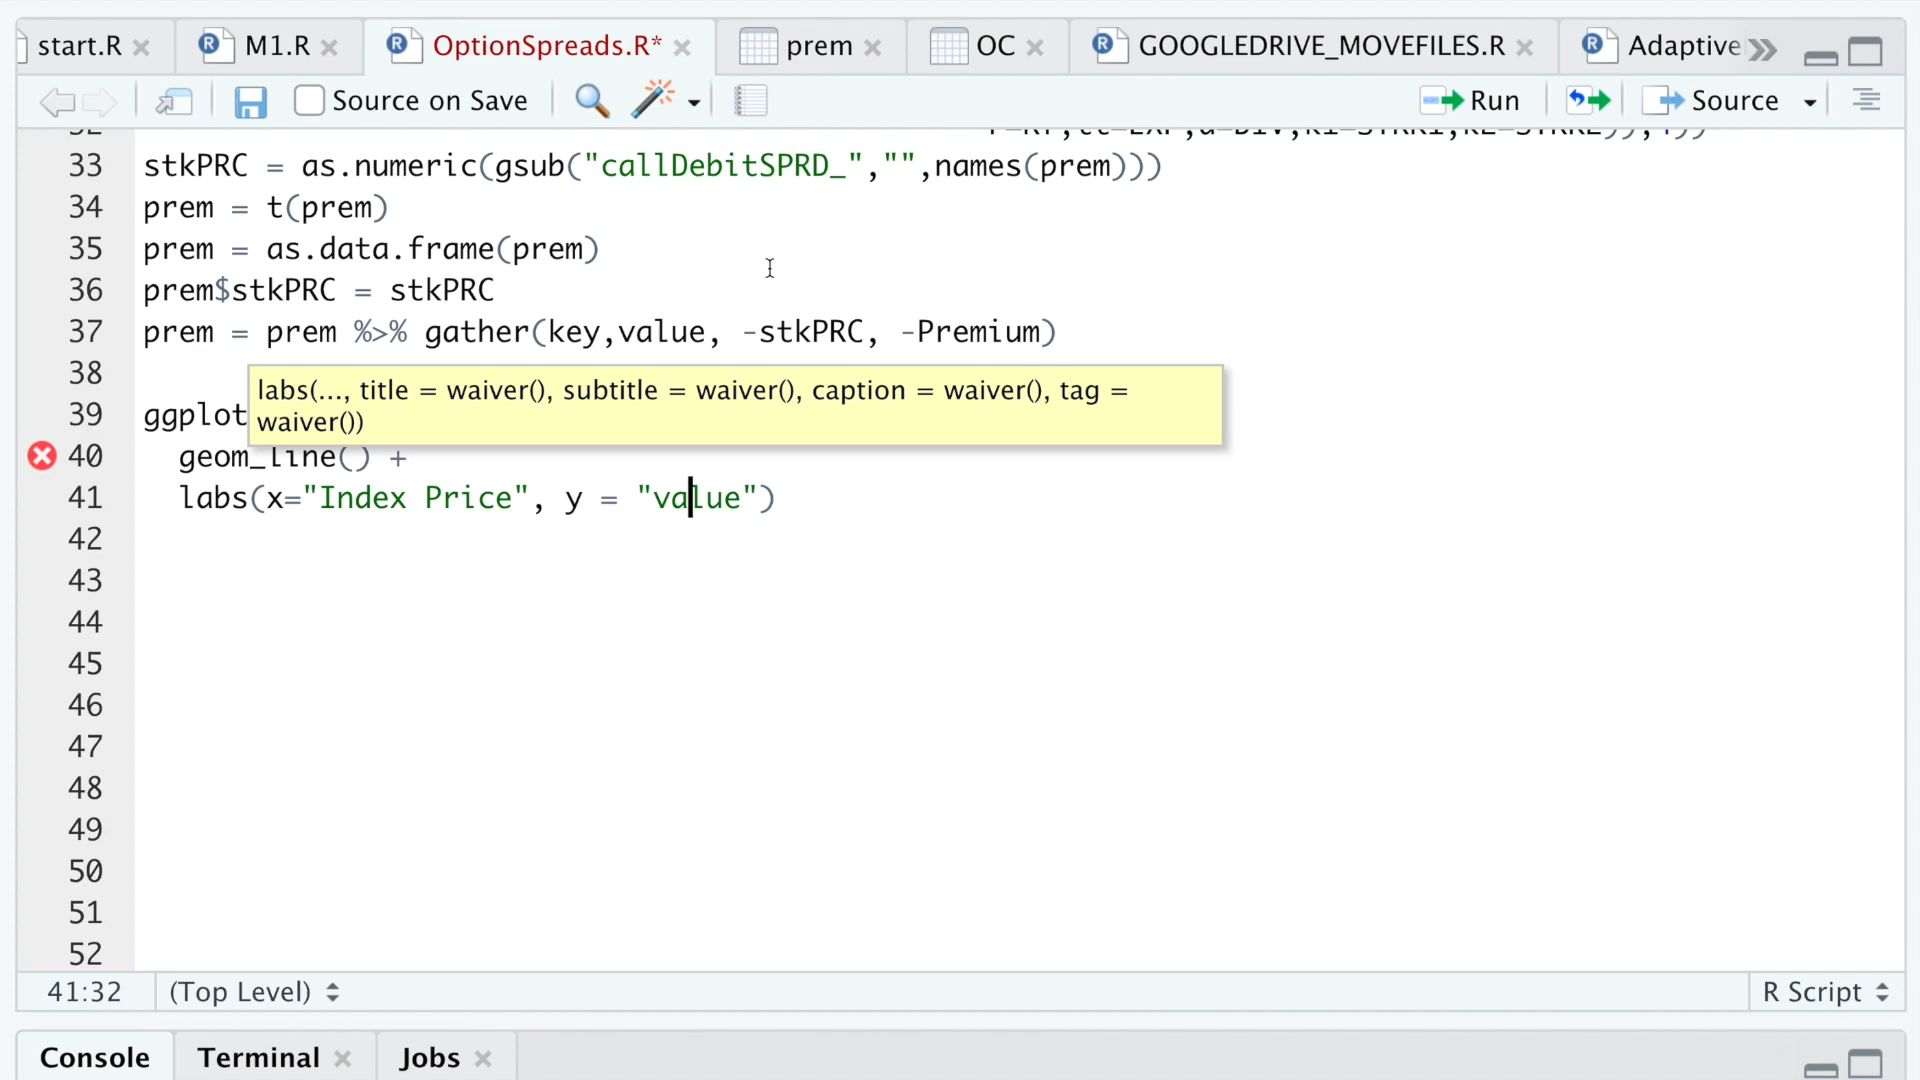 start.R M1.R OptionSpreads.R* prem OC GOOGLEDRIVE_MOVEFILES.R Adaptive
Source on Save Run Source
33 stkPRC = as.numeric(gsub("callDebitSPRD_","",names(prem)))
34 prem = t(prem)
35 prem = as.data.frame(prem)
36 prem$stkPRC = stkPRC
37 prem = prem %>% gather(key,value, -stkPRC, -Premium)
38
labs(..., title = waiver(), subtitle = waiver(), caption = waiver(), tag =
waiver())
39 ggplot
40 geom_line() +
41 labs(x="Index Price", y = "value")
42
43
44
45
46
47
48
49
50
51
52
41:32 (Top Level) R Script
Console Terminal Jobs